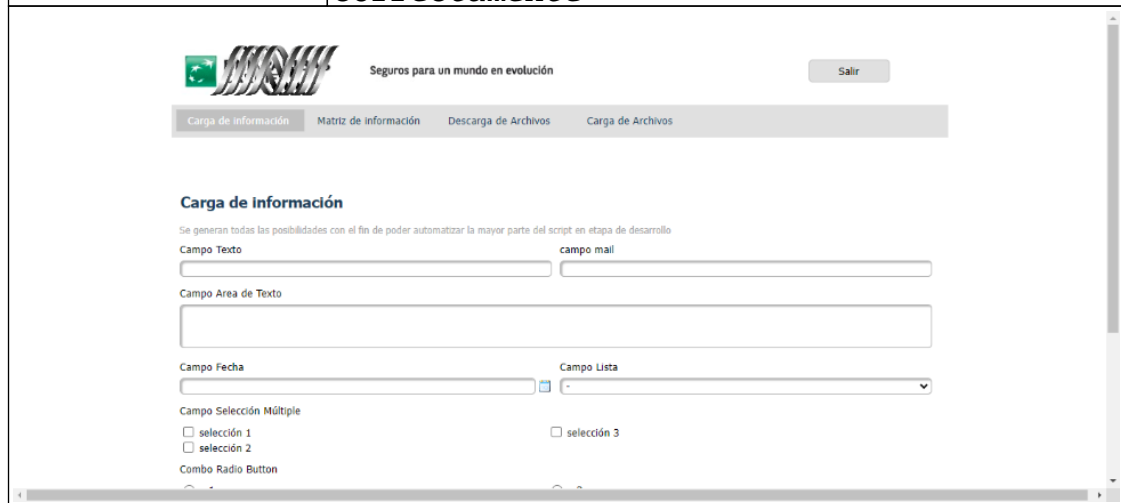 Seguros para un mundo en evolución
Salir
Carga de información Matriz de Información Descarga de Archivos Carga de Archivos
Carga de información
Se generan todas las posibilidades con el fin de poder automatizar la mayor parte del script en etapa de desarrollo
Campo Texto campo mail
Campo Area de Texto
Campo Fecha Campo Lista
-
Campo Selección Múltiple
selección 1 selección 3
selección 2
Combo Radio Button